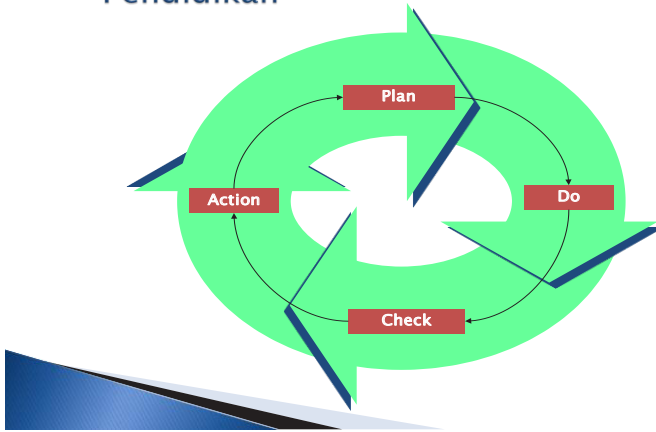 Pendidikan
Plan
Do
Check
Action